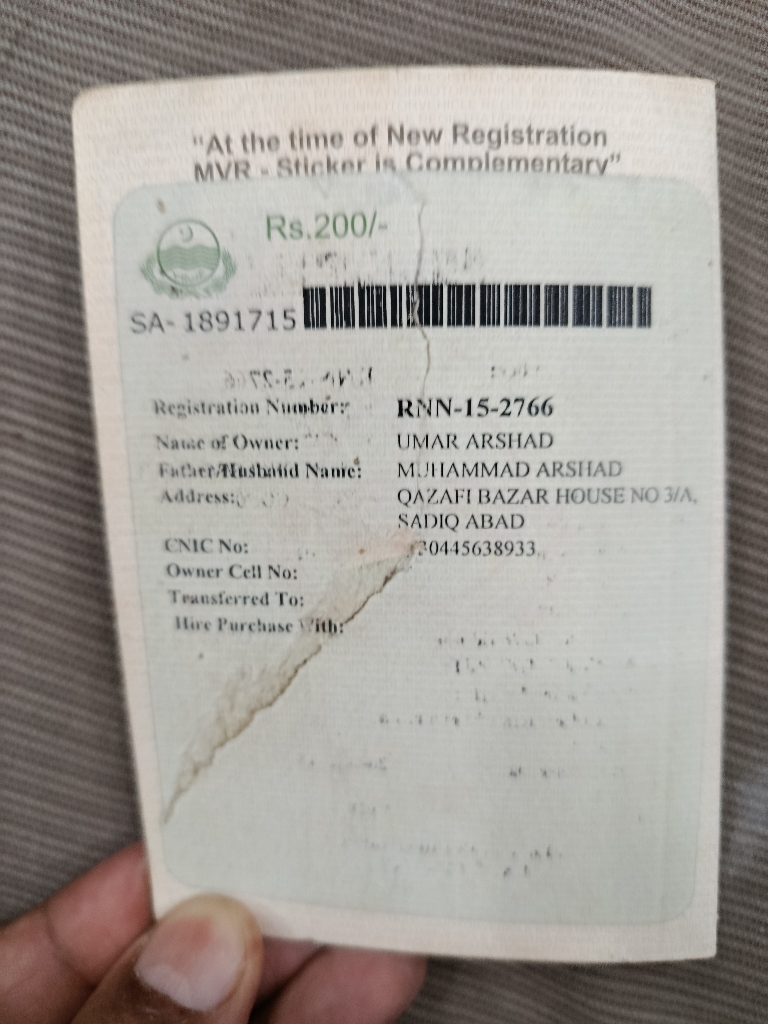 "At the time of New Registration
MVR - Sticker is Complementary"
Rs.200/-
SA- 1891715
Registration Number: RNN-15-2766
Name of Owner: UMAR ARSHAD
Father/Husband Name: MUHAMMAD ARSHAD
Address: QAZAFI BAZAR HOUSE NO 3/A,
SADIQ ABAD
CNIC No:
Owner Cell No:
Transferred To:
Hire Purchase With: